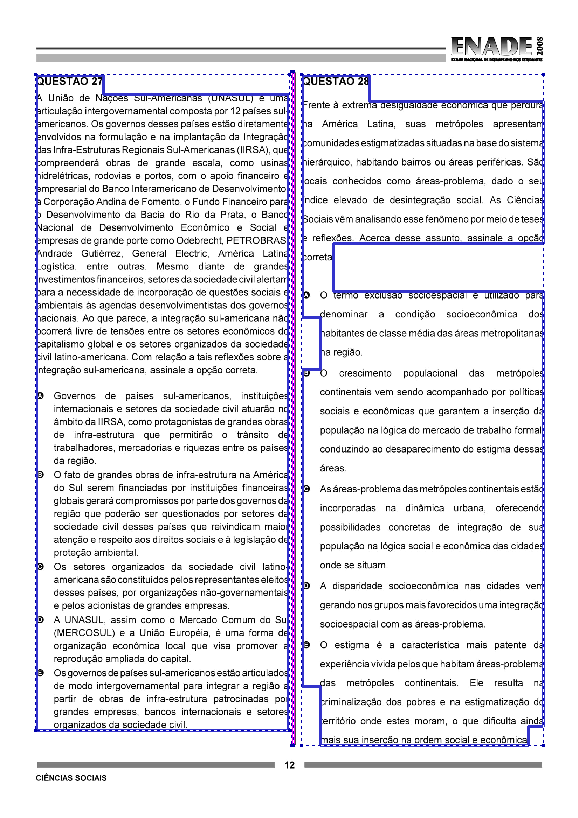 ENADE 2008
EXAME NACIONAL DE DESEMPENHO DOS ESTUDANTES
QUESTÃO 27
A União de Nações Sul-Americanas (UNASUL) é uma
articulação intergovernamental composta por 12 países sul-
americanos. Os governos desses países estão diretamente
envolvidos na formulação e na implantação da Integração
das Infra-Estruturas Regionais Sul-Americanas (IIRSA), que
compreenderá obras de grande escala, como usinas
hidrelétricas, rodovias e portos, com o apoio financeiro e
empresarial do Banco Interamericano de Desenvolvimento,
a Corporação Andina de Fomento, o Fundo Financeiro para
o Desenvolvimento da Bacia do Rio da Prata, o Banco
Nacional de Desenvolvimento Econômico e Social e
empresas de grande porte como Odebrecht, PETROBRAS,
Andrade Gutiérrez, General Electric, América Latina
Logística, entre outras. Mesmo diante de grandes
investimentos financeiros, setores da sociedade civil alertam
para a necessidade de incorporação de questões sociais e
ambientais às agendas desenvolvimentistas dos governos
nacionais. Ao que parece, a integração sul-americana não
ocorrerá livre de tensões entre os setores econômicos do
capitalismo global e os setores organizados da sociedade
civil latino-americana. Com relação a tais reflexões sobre a
integração sul-americana, assinale a opção correta.
A Governos de países sul-americanos, instituições
internacionais e setores da sociedade civil atuarão no
âmbito da IIRSA, como protagonistas de grandes obras
de infra-estrutura que permitirão o trânsito de
trabalhadores, mercadorias e riquezas entre os países
da região.
B O fato de grandes obras de infra-estrutura na América
do Sul serem financiadas por instituições financeiras
globais gerará compromissos por parte dos governos da
região que poderão ser questionados por setores da
sociedade civil desses países que reivindicam maior
atenção e respeito aos direitos sociais e à legislação de
proteção ambiental.
C Os setores organizados da sociedade civil latino-
americana são constituídos pelos representantes eleitos
desses países, por organizações não-governamentais
e pelos acionistas de grandes empresas.
D A UNASUL, assim como o Mercado Comum do Sul
(MERCOSUL) e a União Européia, é uma forma de
organização econômica local que visa promover a
reprodução ampliada do capital.
E Os governos de países sul-americanos estão articulados
de modo intergovernamental para integrar a região a
partir de obras de infra-estrutura patrocinadas por
grandes empresas, bancos internacionais e setores
organizados da sociedade civil.
QUESTÃO 28
Frente à extrema desigualdade econômica que perdura
na América Latina, suas metrópoles apresentam
comunidades estigmatizadas situadas na base do sistema
hierárquico, habitando bairros ou áreas periféricas. São
locais conhecidos como áreas-problema, dado o seu
índice elevado de desintegração social. As Ciências
Sociais vêm analisando esse fenômeno por meio de teses
e reflexões. Acerca desse assunto, assinale a opção
correta.
A O termo exclusão socioespacial é utilizado para
denominar a condição socioeconômica dos
habitantes de classe média das áreas metropolitanas
na região.
B O crescimento populacional das metrópoles
continentais vem sendo acompanhado por políticas
sociais e econômicas que garantem a inserção da
população na lógica do mercado de trabalho formal,
conduzindo ao desaparecimento do estigma dessas
áreas.
C As áreas-problema das metrópoles continentais estão
incorporadas na dinâmica urbana, oferecendo
possibilidades concretas de integração de sua
população na lógica social e econômica das cidades
onde se situam.
D A disparidade socioeconômica nas cidades vem
gerando nos grupos mais favorecidos uma integração
socioespacial com as áreas-problema.
E O estigma é a característica mais patente da
experiência vivida pelos que habitam áreas-problema
das metrópoles continentais. Ele resulta na
criminalização dos pobres e na estigmatização do
território onde estes moram, o que dificulta ainda
mais sua inserção na ordem social e econômica.
12
CIÊNCIAS SOCIAIS